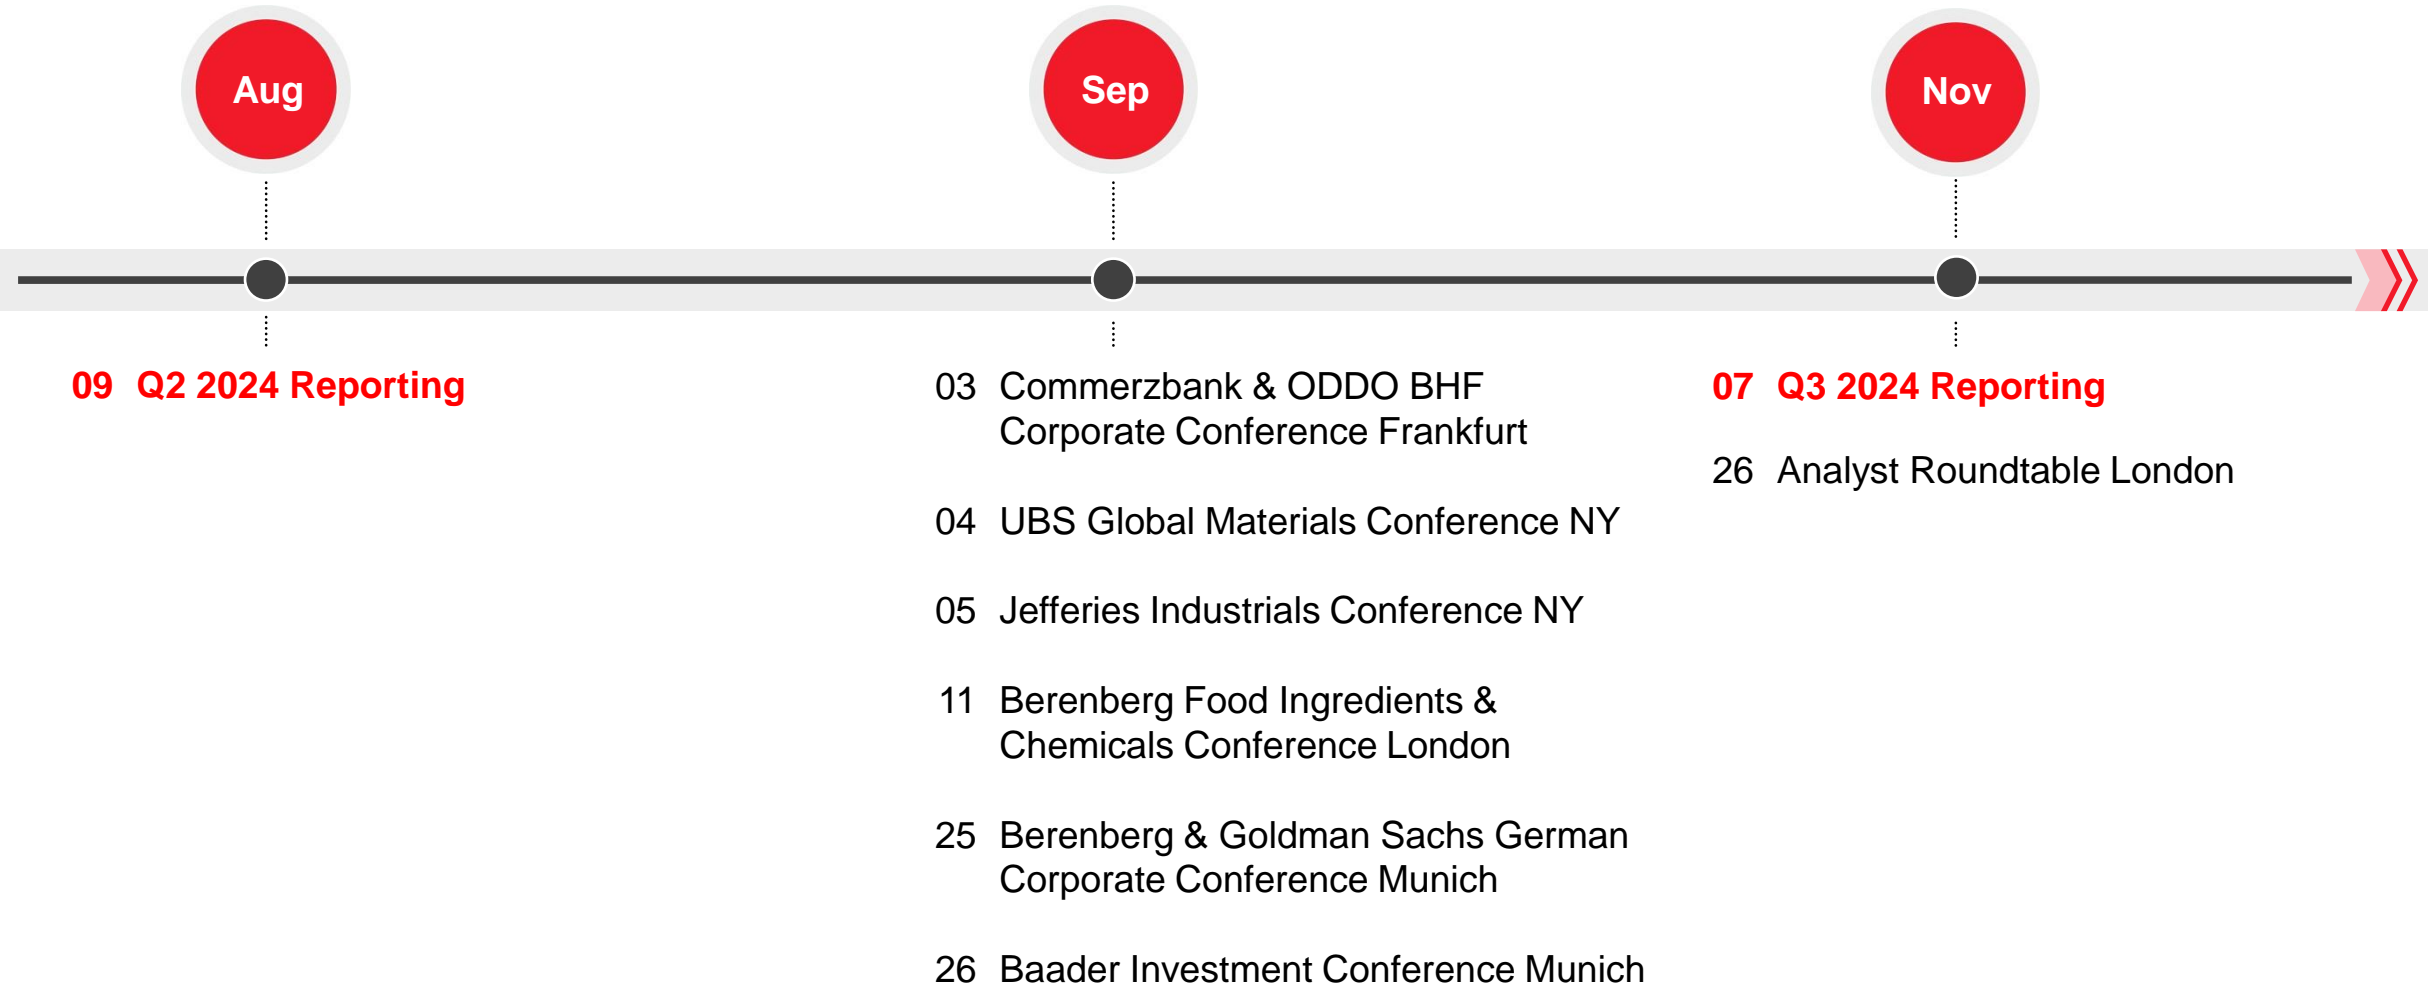 Aug
09 Q2 2024 Reporting
Sep
03 Commerzbank & ODDO BHF
Corporate Conference Frankfurt
04 UBS Global Materials Conference NY
05 Jefferies Industrials Conference NY
11 Berenberg Food Ingredients &
Chemicals Conference London
25 Berenberg & Goldman Sachs German
Corporate Conference Munich
26 Baader Investment Conference Munich
Nov
07 Q3 2024 Reporting
26 Analyst Roundtable London